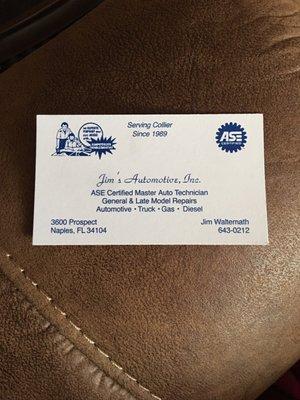 Serving Collier
Since 1989
ASE
CERTIFIED
Jim's Automotive, Inc.
ASE Certified Master Auto Technician
General & Late Model Repairs
Automotive • Truck • Gas • Diesel
3600 Prospect
Naples, FL 34104
Jim Walternath
643-0212